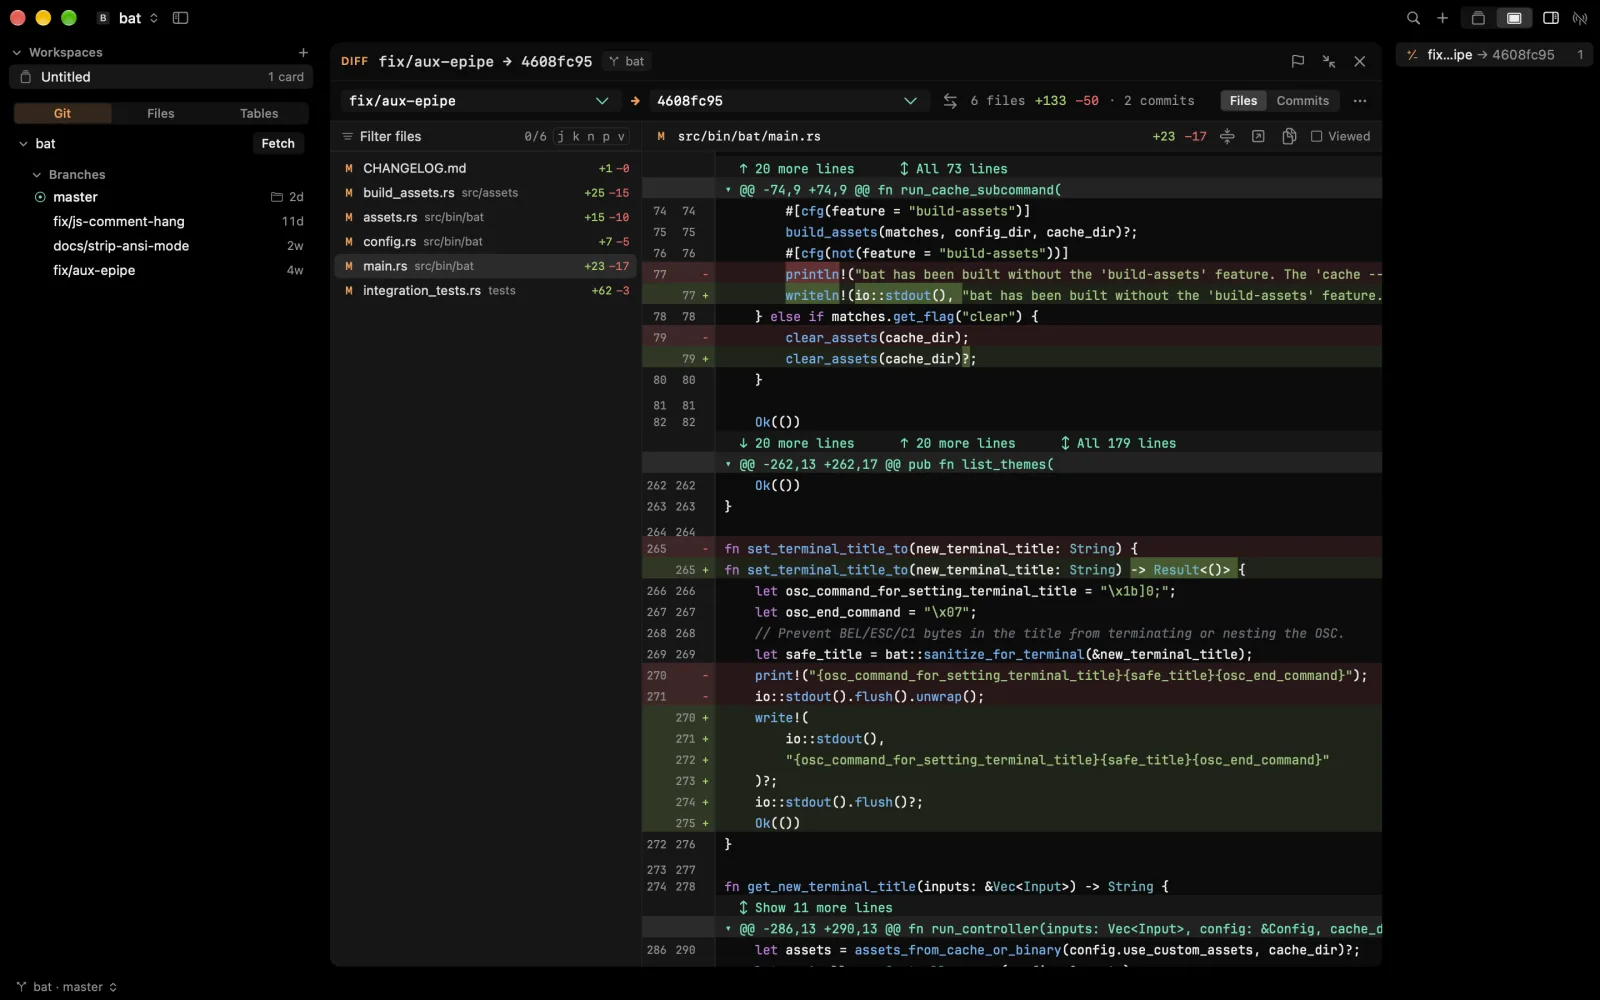 B bat
Workspaces +
Untitled 1 card
Git Files Tables
bat Fetch
Branches
master 2d
fix/js-comment-hang 11d
docs/strip-ansi-mode 2w
fix/aux-epipe 4w
bat · master
DIFF fix/aux-epipe → 4608fc95 bat
fix/aux-epipe → 4608fc95 6 files +133 −50 · 2 commits Files Commits ···
Filter files 0/6 j k n p v
M CHANGELOG.md +1 −0
M build_assets.rs src/assets +25 −15
M assets.rs src/bin/bat +15 −10
M config.rs src/bin/bat +7 −5
M main.rs src/bin/bat +23 −17
M integration_tests.rs tests +62 −3
M src/bin/bat/main.rs +23 −17 Viewed
↑ 20 more lines ↕ All 73 lines
@@ -74,9 +74,9 @@ fn run_cache_subcommand(
74 74 #[cfg(feature = "build-assets")]
75 75 build_assets(matches, config_dir, cache_dir)?;
76 76 #[cfg(not(feature = "build-assets"))]
77 - println!("bat has been built without the 'build-assets' feature. The 'cache --
77 + writeln!(io::stdout(), "bat has been built without the 'build-assets' feature.
78 78 } else if matches.get_flag("clear") {
79 - clear_assets(cache_dir);
79 + clear_assets(cache_dir)?;
80 80 }
81 81
82 82 Ok(())
↓ 20 more lines ↑ 20 more lines ↕ All 179 lines
@@ -262,13 +262,17 @@ pub fn list_themes(
262 262 Ok(())
263 263 }
264 264
265 - fn set_terminal_title_to(new_terminal_title: String) {
265 + fn set_terminal_title_to(new_terminal_title: String) -> Result<()> {
266 266 let osc_command_for_setting_terminal_title = "\x1b]0;";
267 267 let osc_end_command = "\x07";
268 268 // Prevent BEL/ESC/C1 bytes in the title from terminating or nesting the OSC.
269 269 let safe_title = bat::sanitize_for_terminal(&new_terminal_title);
270 - print!("{osc_command_for_setting_terminal_title}{safe_title}{osc_end_command}");
271 - io::stdout().flush().unwrap();
270 + write!(
271 + io::stdout(),
272 + "{osc_command_for_setting_terminal_title}{safe_title}{osc_end_command}"
273 + )?;
274 + io::stdout().flush()?;
275 + Ok(())
272 276 }
273 277
274 278 fn get_new_terminal_title(inputs: &Vec<Input>) -> String {
↕ Show 11 more lines
@@ -286,13 +290,13 @@ fn run_controller(inputs: Vec<Input>, config: &Config, cache_d
286 290 let assets = assets_from_cache_or_binary(config.use_custom_assets, cache_dir)?;
fix...ipe → 4608fc95 1